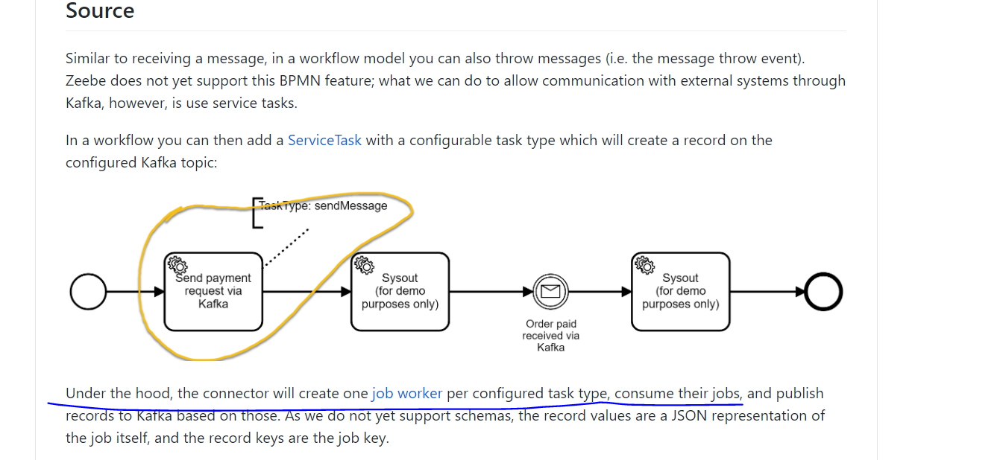 Source
Similar to receiving a message, in a workflow model you can also throw messages (i.e. the message throw event).
Zeebe does not yet support this BPMN feature; what we can do to allow communication with external systems through
Kafka, however, is use service tasks.
In a workflow you can then add a ServiceTask with a configurable task type which will create a record on the
configured Kafka topic:
TaskType: sendMessage
Send payment
request via
Kafka
Sysout
(for demo
purposes only)
Order paid
received via
Kafka
Sysout
(for demo
purposes only)
Under the hood, the connector will create one job worker per configured task type, consume their jobs, and publish
records to Kafka based on those. As we do not yet support schemas, the record values are a JSON representation of
the job itself, and the record keys are the job key.